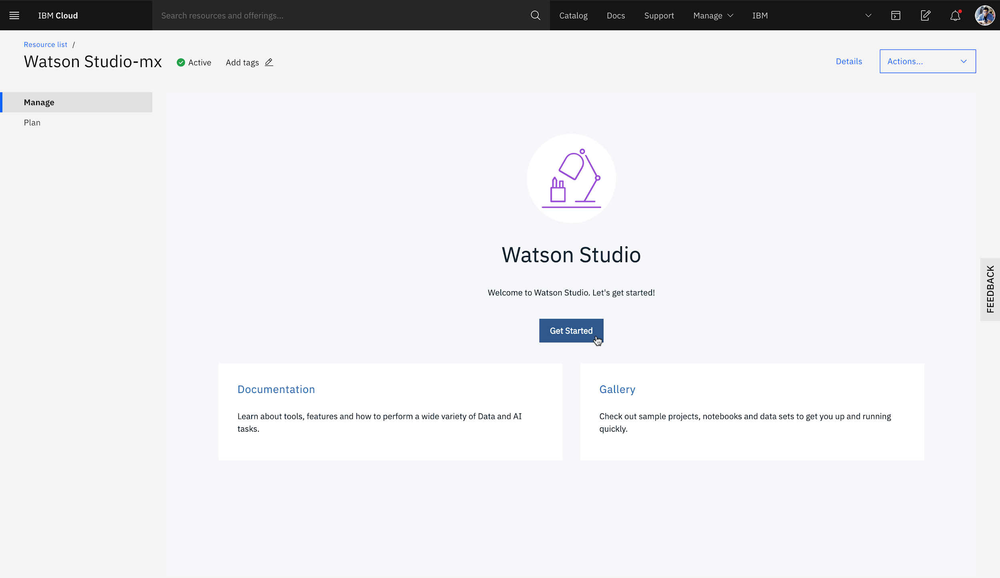 IBM Cloud
Search resources and offerings...
Catalog
Docs
Support
Manage
IBM
Resource list /
Watson Studio-mx
Active
Add tags
Details
Actions...
Manage
Plan
Watson Studio
Welcome to Watson Studio. Let's get started!
Get Started
FEEDBACK
Documentation
Learn about tools, features and how to perform a wide variety of Data and AI
tasks.
Gallery
Check out sample projects, notebooks and data sets to get you up and running
quickly.